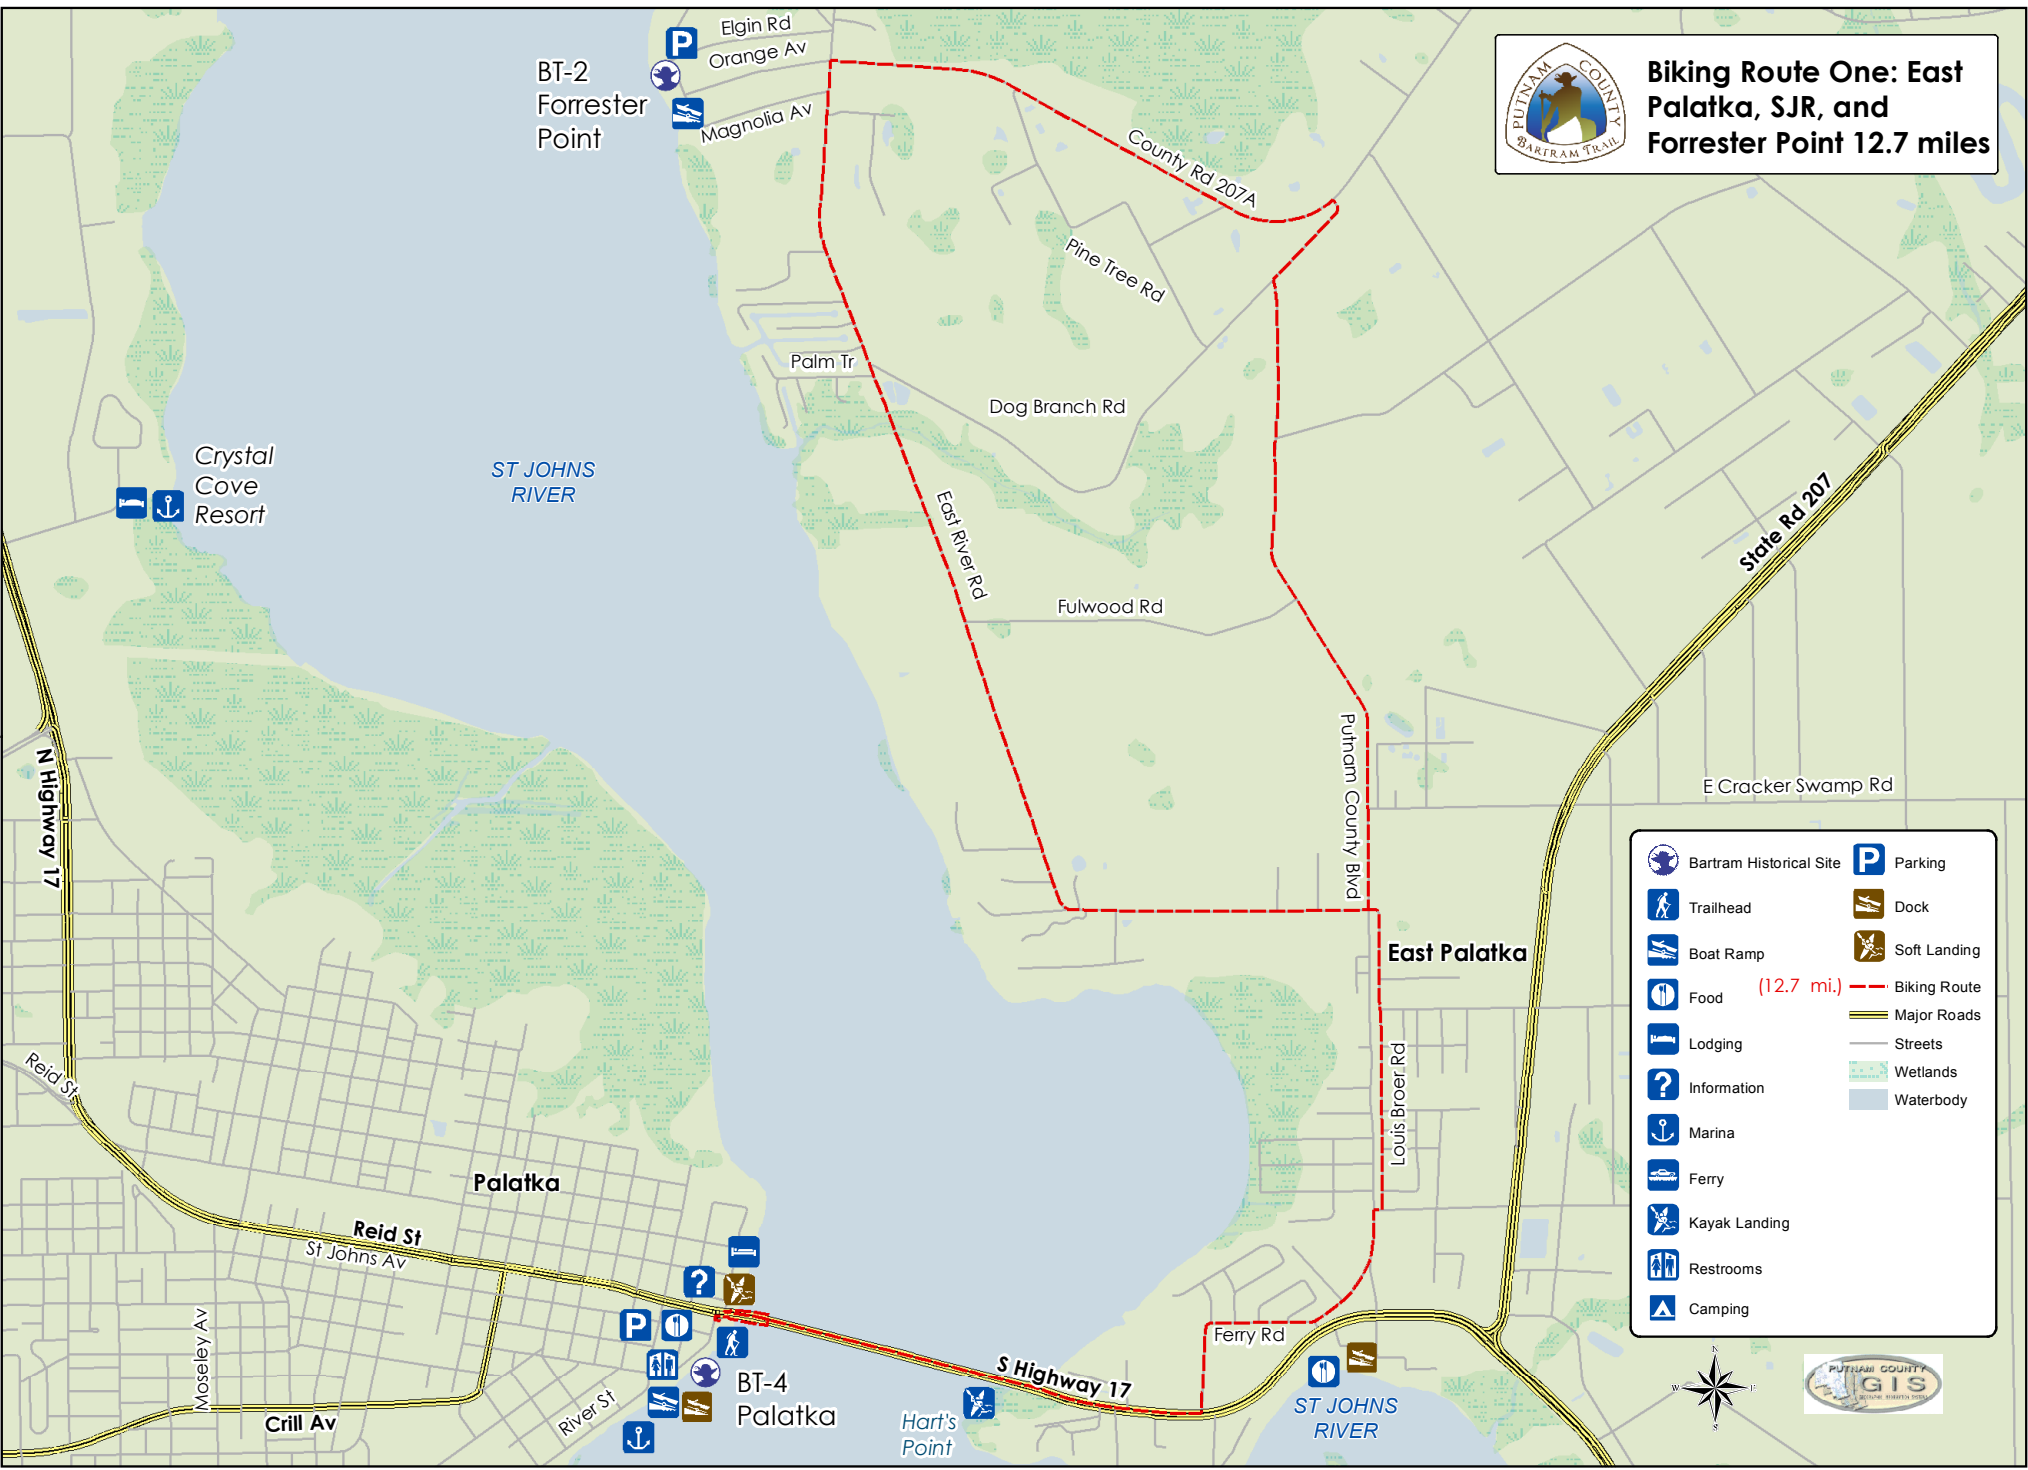 Elgin Rd
Orange Av
Magnolia Av
BT-2
Forrester
Point
P
PUTNAM COUNTY
BARTRAM TRAIL
Biking Route One: East
Palatka, SJR, and
Forrester Point 12.7 miles
County Rd 207A
Pine Tree Rd
Palm Tr
Dog Branch Rd
Crystal
Cove
Resort
ST JOHNS
RIVER
East River Rd
State Rd 207
Fulwood Rd
N Highway 17
Putnam County Blvd
E Cracker Swamp Rd
East Palatka
Louis Broer Rd
Reid St
Palatka
Reid St
St Johns Av
Moseley Av
Crill Av
River St
?
P
BT-4
Palatka
S Highway 17
Hart's
Point
Ferry Rd
ST JOHNS
RIVER
Bartram Historical Site
Trailhead
Boat Ramp
Food
Lodging
? Information
Marina
Ferry
Kayak Landing
Restrooms
Camping
P Parking
Dock
Soft Landing
(12.7 mi.) Biking Route
Major Roads
Streets
Wetlands
Waterbody
N
W E
S
PUTNAM COUNTY
GIS